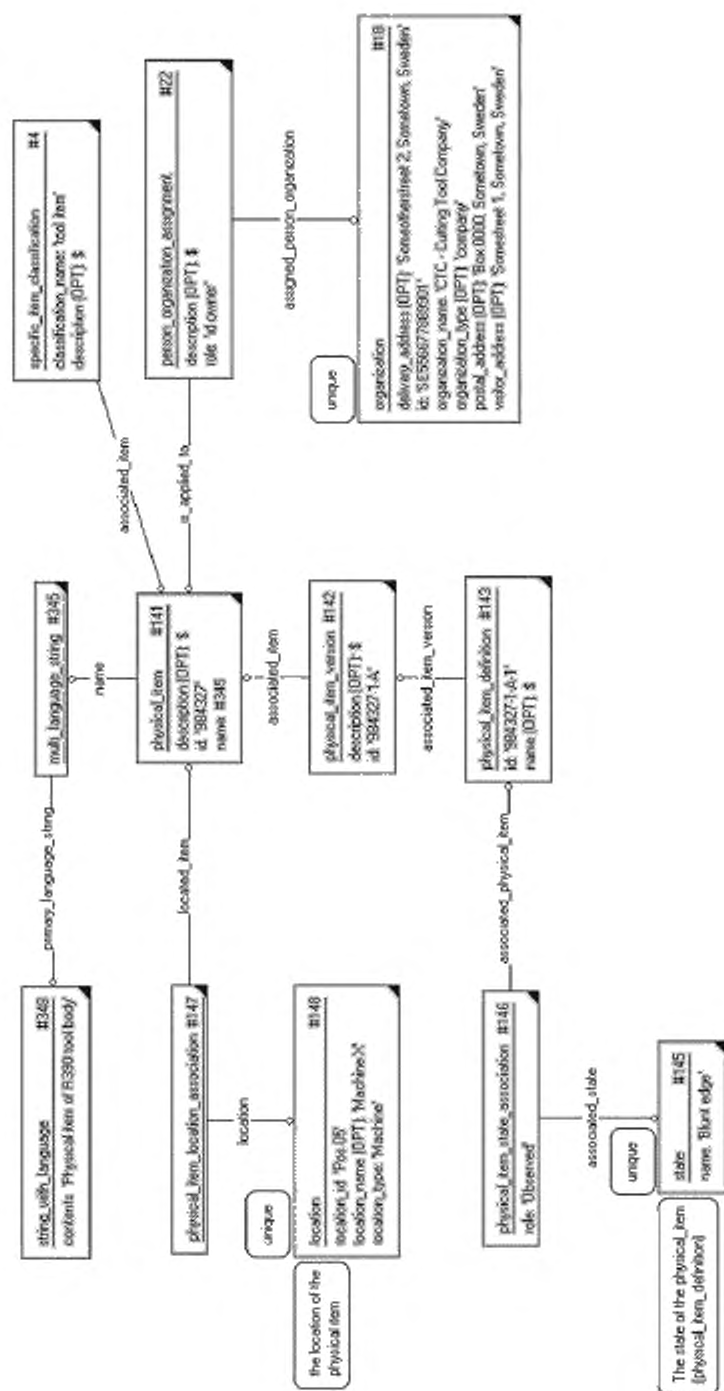 string_with_language #349
contents 'Physical item of R390 tool body'
primary_language_string
multi_language_string #345
name
specific_item_classification #4
classification_name: 'tool item'
description [OPT]: $
associated_item
physical_item_location_association #147
located_item
physical_item #141
description [OPT]: $
id: '984327'
name: #345
is_applied_to
person_organization_assignment #22
description [OPT]: $
role: 'id owner'
location
assigned_person_organization
associated_item
unique
location #148
location_id 'Pos.05'
location_name [OPT]: 'Machine-X'
location_type: 'Machine'
the location of the
physical item
physical_item_version #142
description [OPT]: $
id: '984327-1-A'
associated_item_version
unique
organization #18
delivery_address [OPT]: 'Someotherstreet 2, Sometown, Sweden'
organization_name: 'CTC - Cutting Tool Company'
organization_type [OPT]: 'company'
postal_address [OPT]: 'Box 0000, Sometown, Sweden'
visitor_address [OPT]: 'Somestreet 1, Sometown, Sweden'
physical_item_state_association #146
role: 'Observed'
associated_physical_item
physical_item_definition #143
id: '984327-1-A-1'
name [OPT]: $
associated_state
unique
state #145
name: 'Blunt edge'
The state of the physical_item
(physical_item_definition)